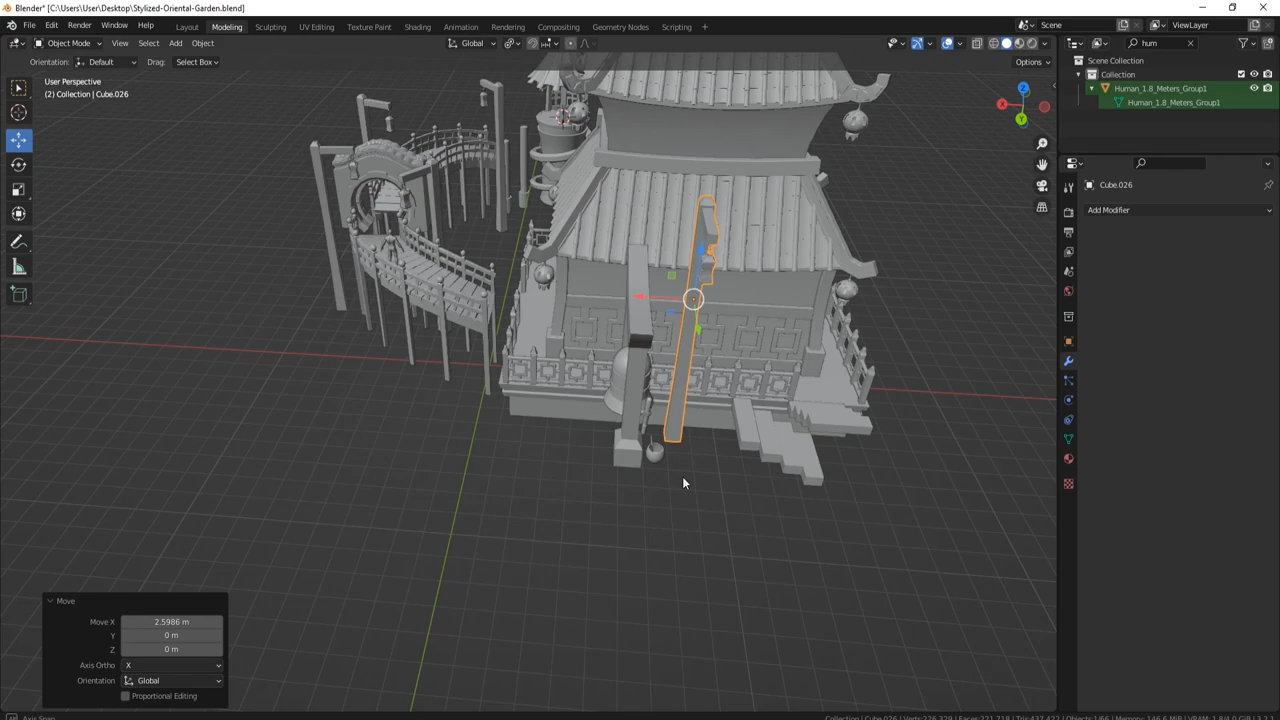 Blender* [C:\Users\User\Desktop\Stylized-Oriental-Garden.blend]
File Edit Render Window Help Layout Modeling Sculpting UV Editing Texture Paint Shading Animation Rendering Compositing Geometry Nodes Scripting + Scene ViewLayer
Object Mode View Select Add Object Global hum
Orientation: Default Drag: Select Box Options
User Perspective
(2) Collection | Cube.026
Scene Collection
Collection
Human_1.8_Meters_Group1
Human_1.8_Meters_Group1
X
Y
Z
Cube.026
Add Modifier
Move
Move X 2.5986 m
Y 0 m
Z 0 m
Axis Ortho X
Orientation Global
Proportional Editing
Axis Snap